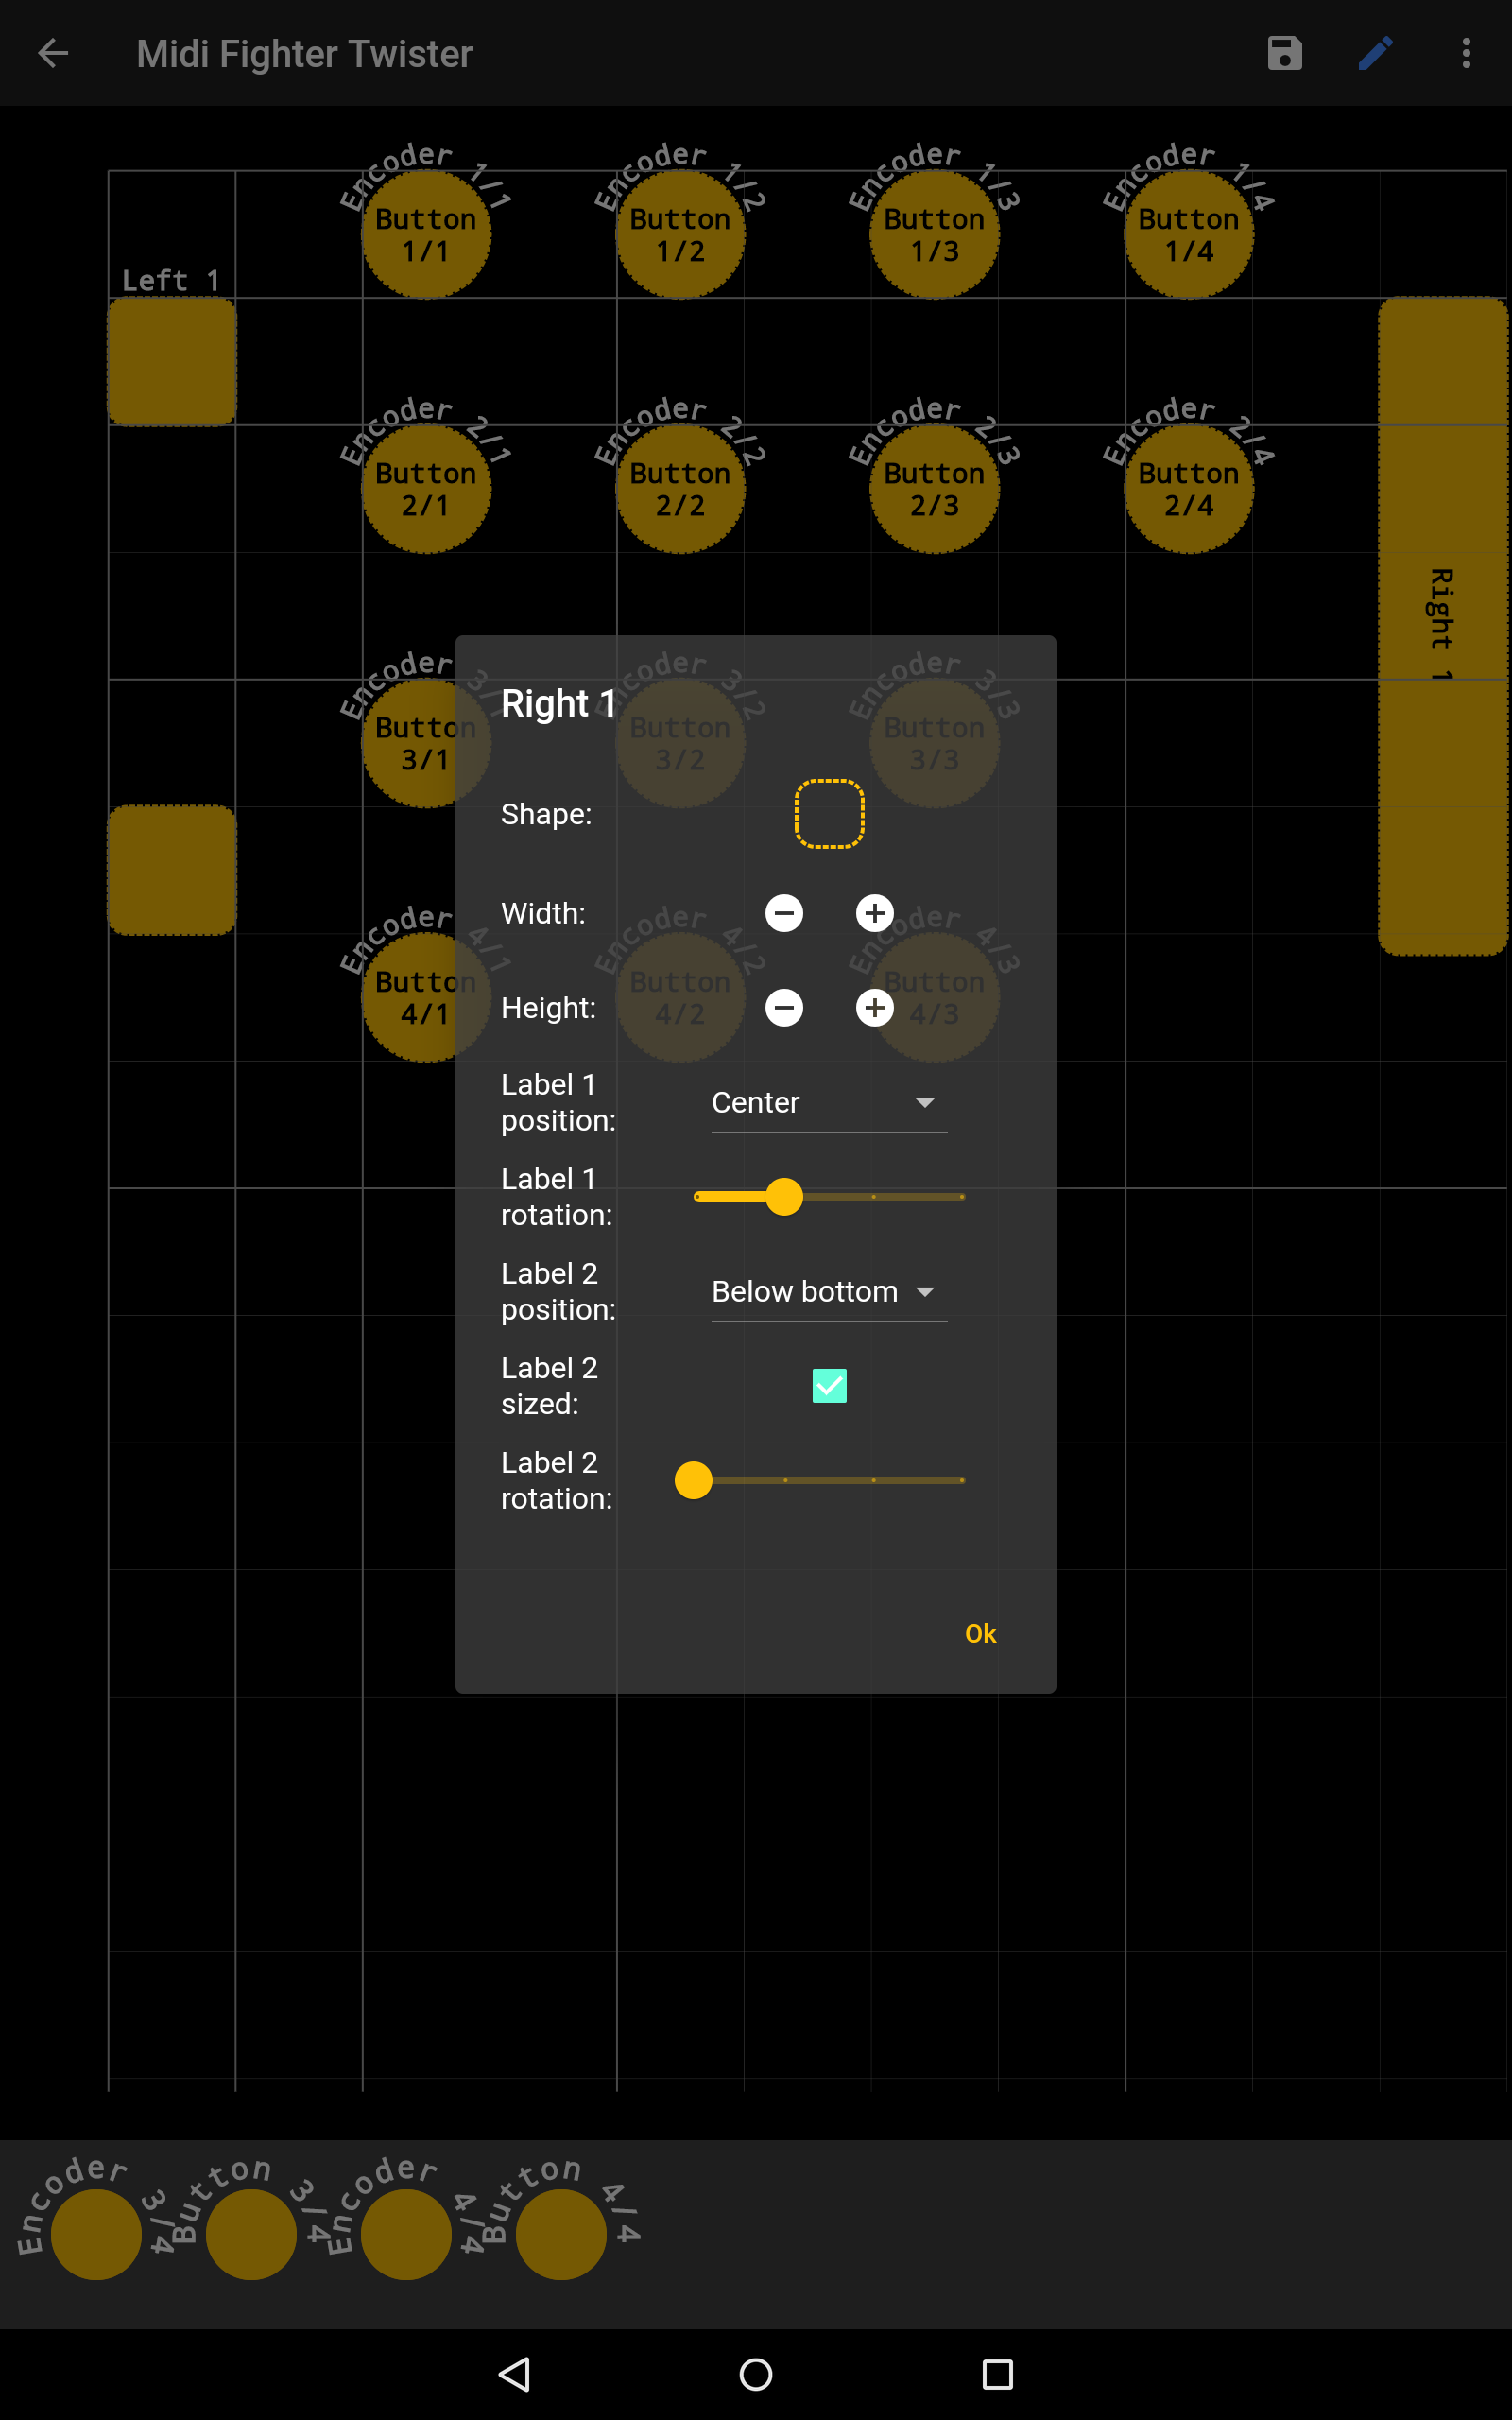 Midi Fighter Twister
Encoder 1/1
Encoder 1/2
Encoder 1/3
Encoder 1/4
Button
1/1
Button
1/2
Button
1/3
Button
1/4
Left 1
Encoder 2/1
Encoder 2/2
Encoder 2/3
Encoder 2/4
Button
2/1
Button
2/2
Button
2/3
Button
2/4
Right 1
Encoder 3/1
Encoder 3/2
Encoder 3/3
Button
3/1
Button
3/2
Button
3/3
Encoder 4/1
Encoder 4/2
Encoder 4/3
Button
4/1
Button
4/2
Button
4/3
Right 1
Shape:
Width:
Height:
Label 1
position:
Center
Label 1
rotation:
Label 2
position:
Below bottom
Label 2
sized:
Label 2
rotation:
Ok
Encoder 3/4
Button 3/4
Encoder 4/4
Button 4/4